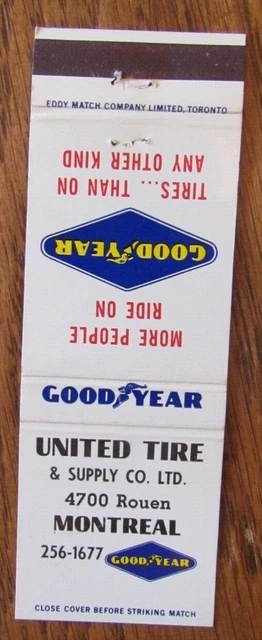 EDDY MATCH COMPANY LIMITED, TORONTO
MORE PEOPLE
RIDE ON
GOODYEAR
TIRES... THAN ON
ANY OTHER KIND
GOODYEAR
UNITED TIRE
& SUPPLY CO. LTD.
4700 Rouen
MONTREAL
256-1677 GOODYEAR
CLOSE COVER BEFORE STRIKING MATCH